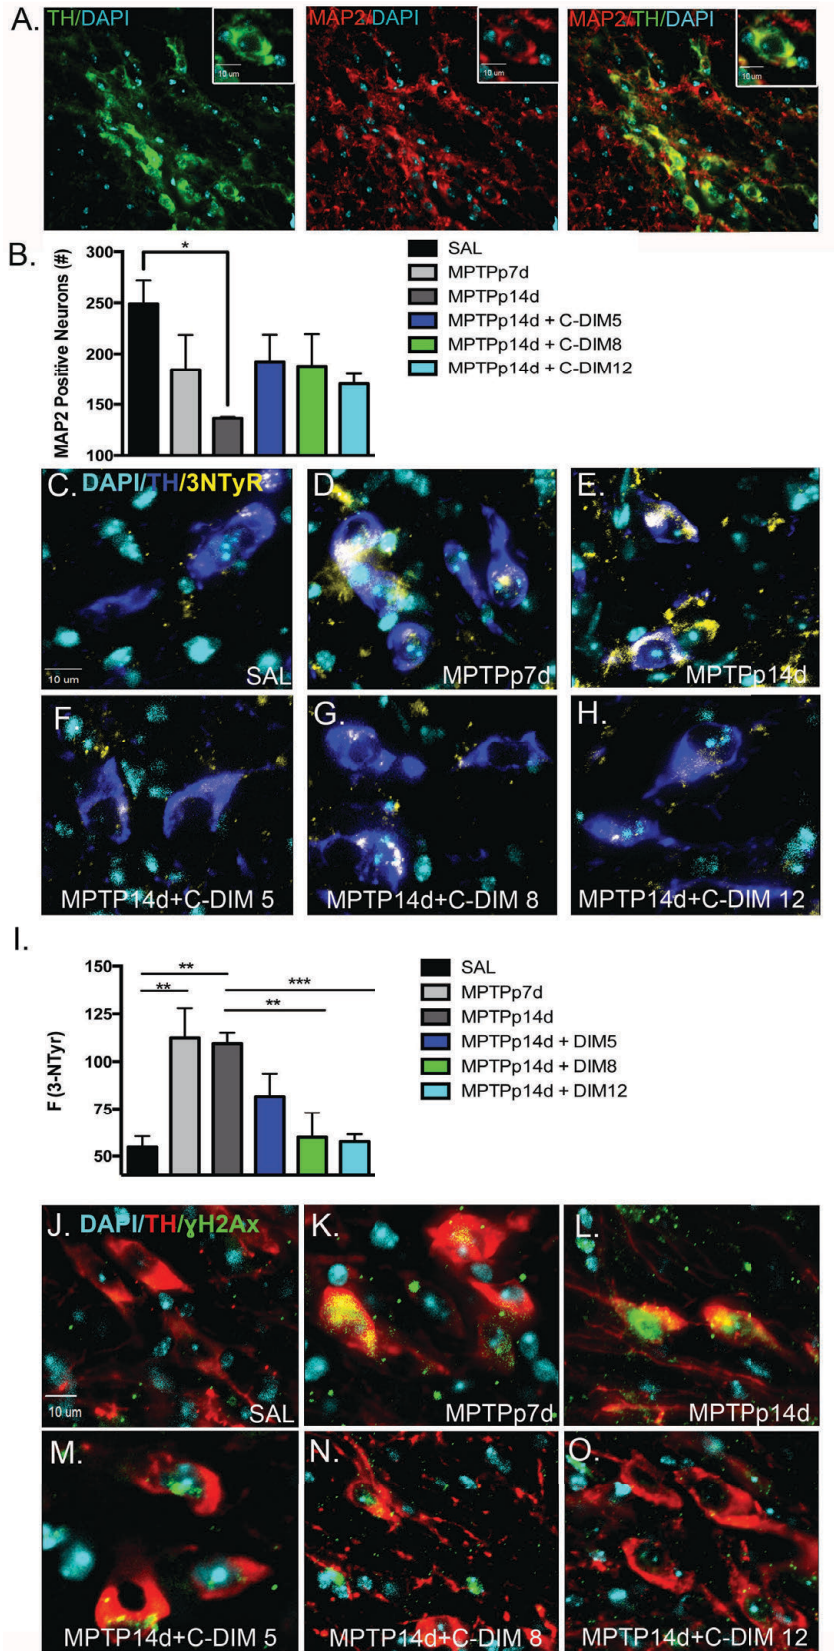 A.
TH/DAPI
10 um
MAP2/DAPI
10 um
MAP2/TH/DAPI
10 um
B.
MAP2 Positive Neurons (#)
300
250
200
150
100
*
SAL
MPTPp7d
MPTPp14d
MPTPp14d + C-DIM5
MPTPp14d + C-DIM8
MPTPp14d + C-DIM12
C. DAPI/TH/3NTyR
10 um
SAL
D.
MPTPp7d
E.
MPTPp14d
F.
MPTP14d+C-DIM 5
G.
MPTP14d+C-DIM 8
H.
MPTP14d+C-DIM 12
I.
F (3-NTyr)
150
125
100
75
50
**
**
***
**
SAL
MPTPp7d
MPTPp14d
MPTPp14d + DIM5
MPTPp14d + DIM8
MPTPp14d + DIM12
J. DAPI/TH/γH2Ax
10 um
SAL
K.
MPTPp7d
L.
MPTPp14d
M.
MPTP14d+C-DIM 5
N.
MPTP14d+C-DIM 8
O.
MPTP14d+C-DIM 12